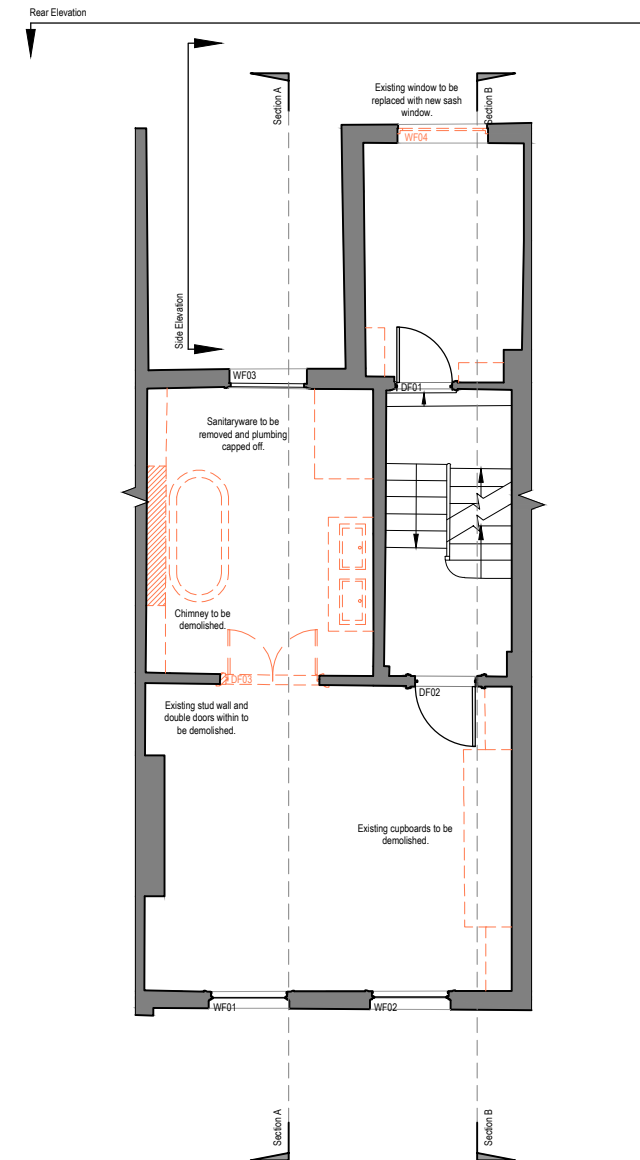 Rear Elevation
Section A
Existing window to be
replaced with new sash
window.
Section B
WF04
Side Elevation
WF03
DF01
Sanitaryware to be
removed and plumbing
capped off.
Chimney to be
demolished.
DF03
Existing stud wall and
double doors within to
be demolished.
DF02
Existing cupboards to be
demolished.
WF01
WF02
Section A
Section B